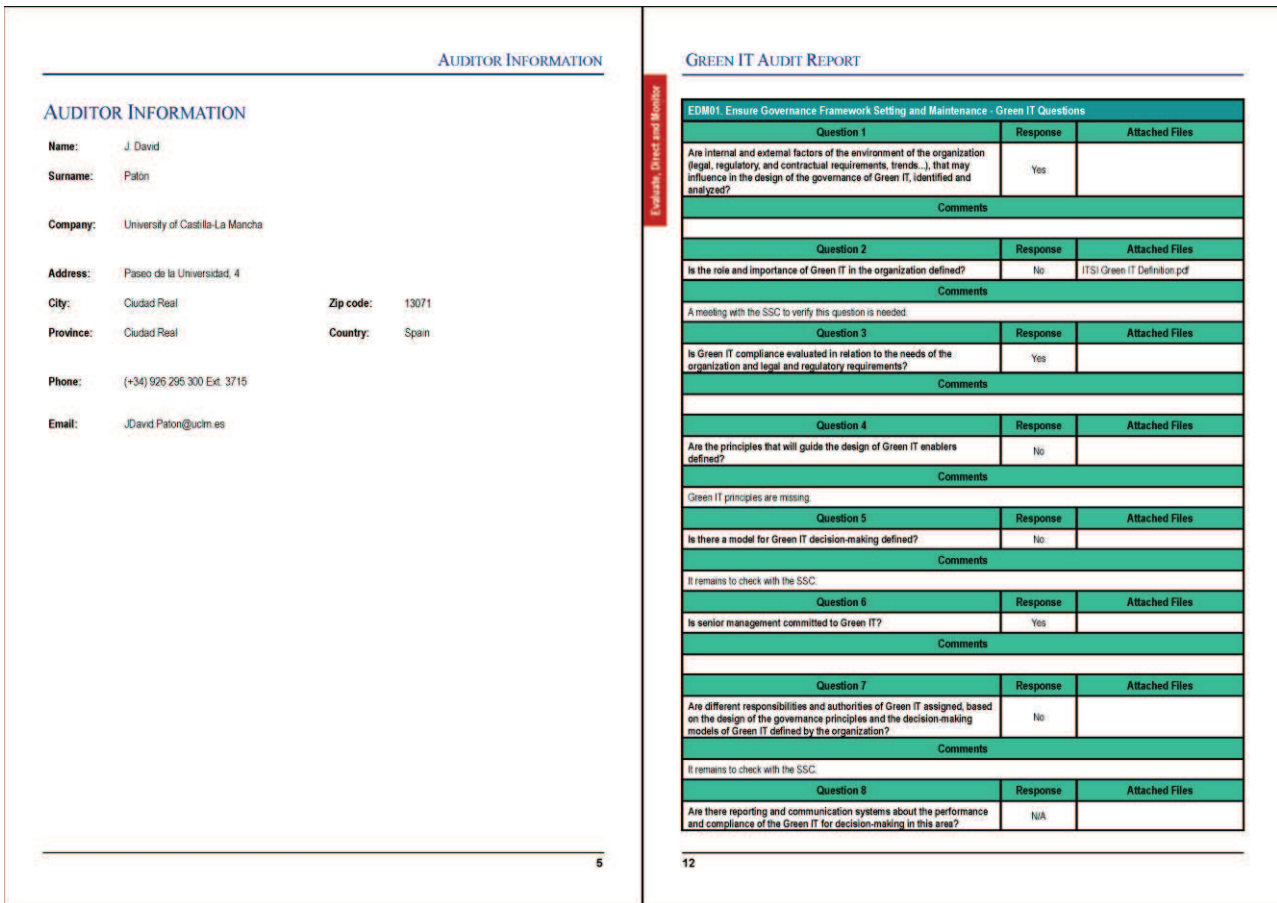 AUDITOR INFORMATION
AUDITOR INFORMATION
Name: J. David
Surname: Patón
Company: University of Castilla-La Mancha
Address: Paseo de la Universidad, 4
City: Ciudad Real Zip code: 13071
Province: Ciudad Real Country: Spain
Phone: (+34) 926 295 300 Ext. 3715
Email: JDavid.Paton@uclm.es
5
GREEN IT AUDIT REPORT
Evaluate, Direct and Monitor
EDM01. Ensure Governance Framework Setting and Maintenance - Green IT Questions
Question 1 Response Attached Files
Are internal and external factors of the environment of the organization
(legal, regulatory, and contractual requirements, trends...), that may
influence in the design of the governance of Green IT, identified and
analyzed?
Yes
Comments
Question 2 Response Attached Files
Is the role and importance of Green IT in the organization defined? No ITSI Green IT Definition.pdf
Comments
A meeting with the SSC to verify this question is needed.
Question 3 Response Attached Files
Is Green IT compliance evaluated in relation to the needs of the
organization and legal and regulatory requirements?
Yes
Comments
Question 4 Response Attached Files
Are the principles that will guide the design of Green IT enablers
defined?
No
Comments
Green IT principles are missing.
Question 5 Response Attached Files
Is there a model for Green IT decision-making defined? No
Comments
It remains to check with the SSC.
Question 6 Response Attached Files
Is senior management committed to Green IT? Yes
Comments
Question 7 Response Attached Files
Are different responsibilities and authorities of Green IT assigned, based
on the design of the governance principles and the decision-making
models of Green IT defined by the organization?
No
Comments
It remains to check with the SSC.
Question 8 Response Attached Files
Are there reporting and communication systems about the performance
and compliance of the Green IT for decision-making in this area?
N/A
12